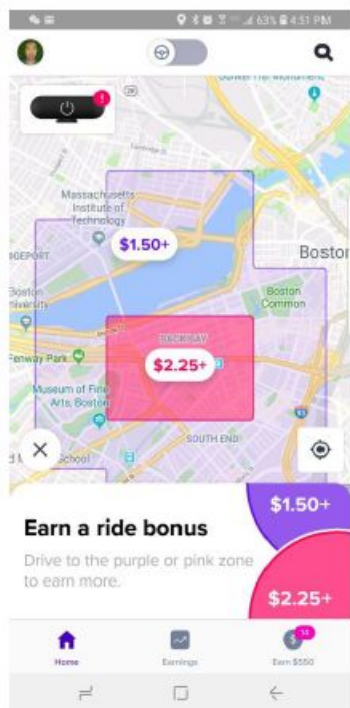 63% 4:51 PM
28
Massachusetts
Institute of
Technology
$1.50+
Boston
Boston
University
Boston
Common
BACK BAY
Fenway Park
$2.25+
Museum of Fine
Arts, Boston
93
SOUTH END
School
$1.50+
Earn a ride bonus
Drive to the purple or pink zone
to earn more.
$2.25+
14
Home
Earnings
Earn $550